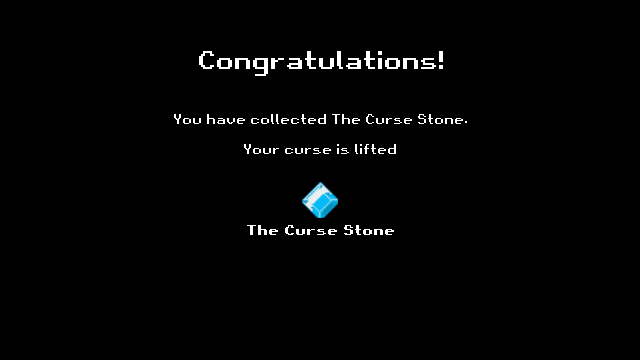 Congratulations!
You have collected The Curse Stone.
Your curse is lifted
The Curse Stone